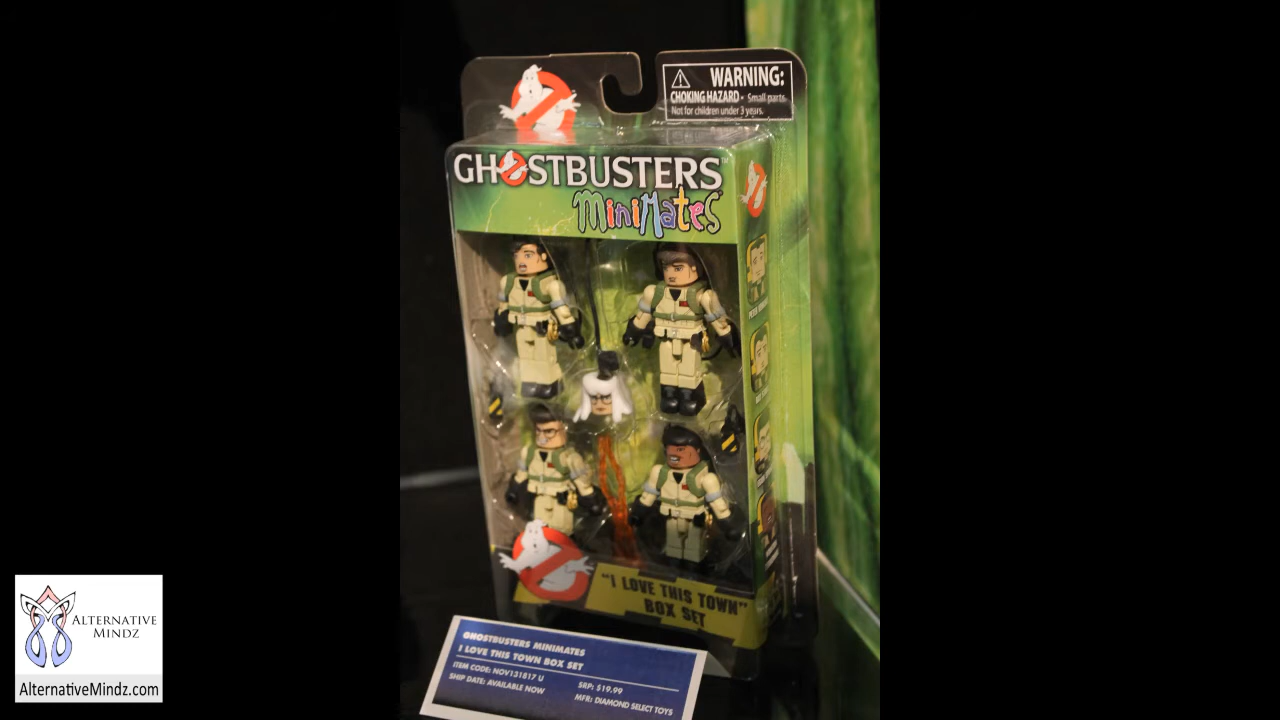 WARNING:
CHOKING HAZARD - Small parts.
Not for children under 3 years.
GHOSTBUSTERS™
MiniMates
"I LOVE THIS TOWN"
BOX SET
GHOSTBUSTERS MINIMATES
I LOVE THIS TOWN BOX SET
ITEM CODE: NOV131817 U
SHIP DATE: AVAILABLE NOW
SRP: $19.99
MFR: DIAMOND SELECT TOYS
ALTERNATIVE
MINDZ
AlternativeMindz.com